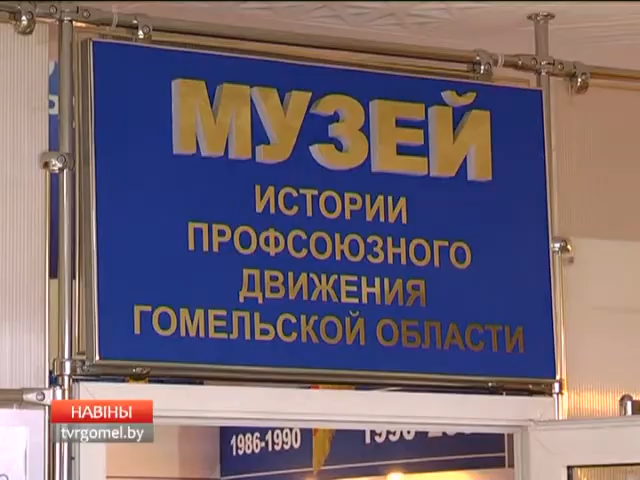 МУЗЕЙ
ИСТОРИИ
ПРОФСОЮЗНОГО
ДВИЖЕНИЯ
ГОМЕЛЬСКОЙ ОБЛАСТИ
НАВІНЫ
tvrgomel.by
1986-1990